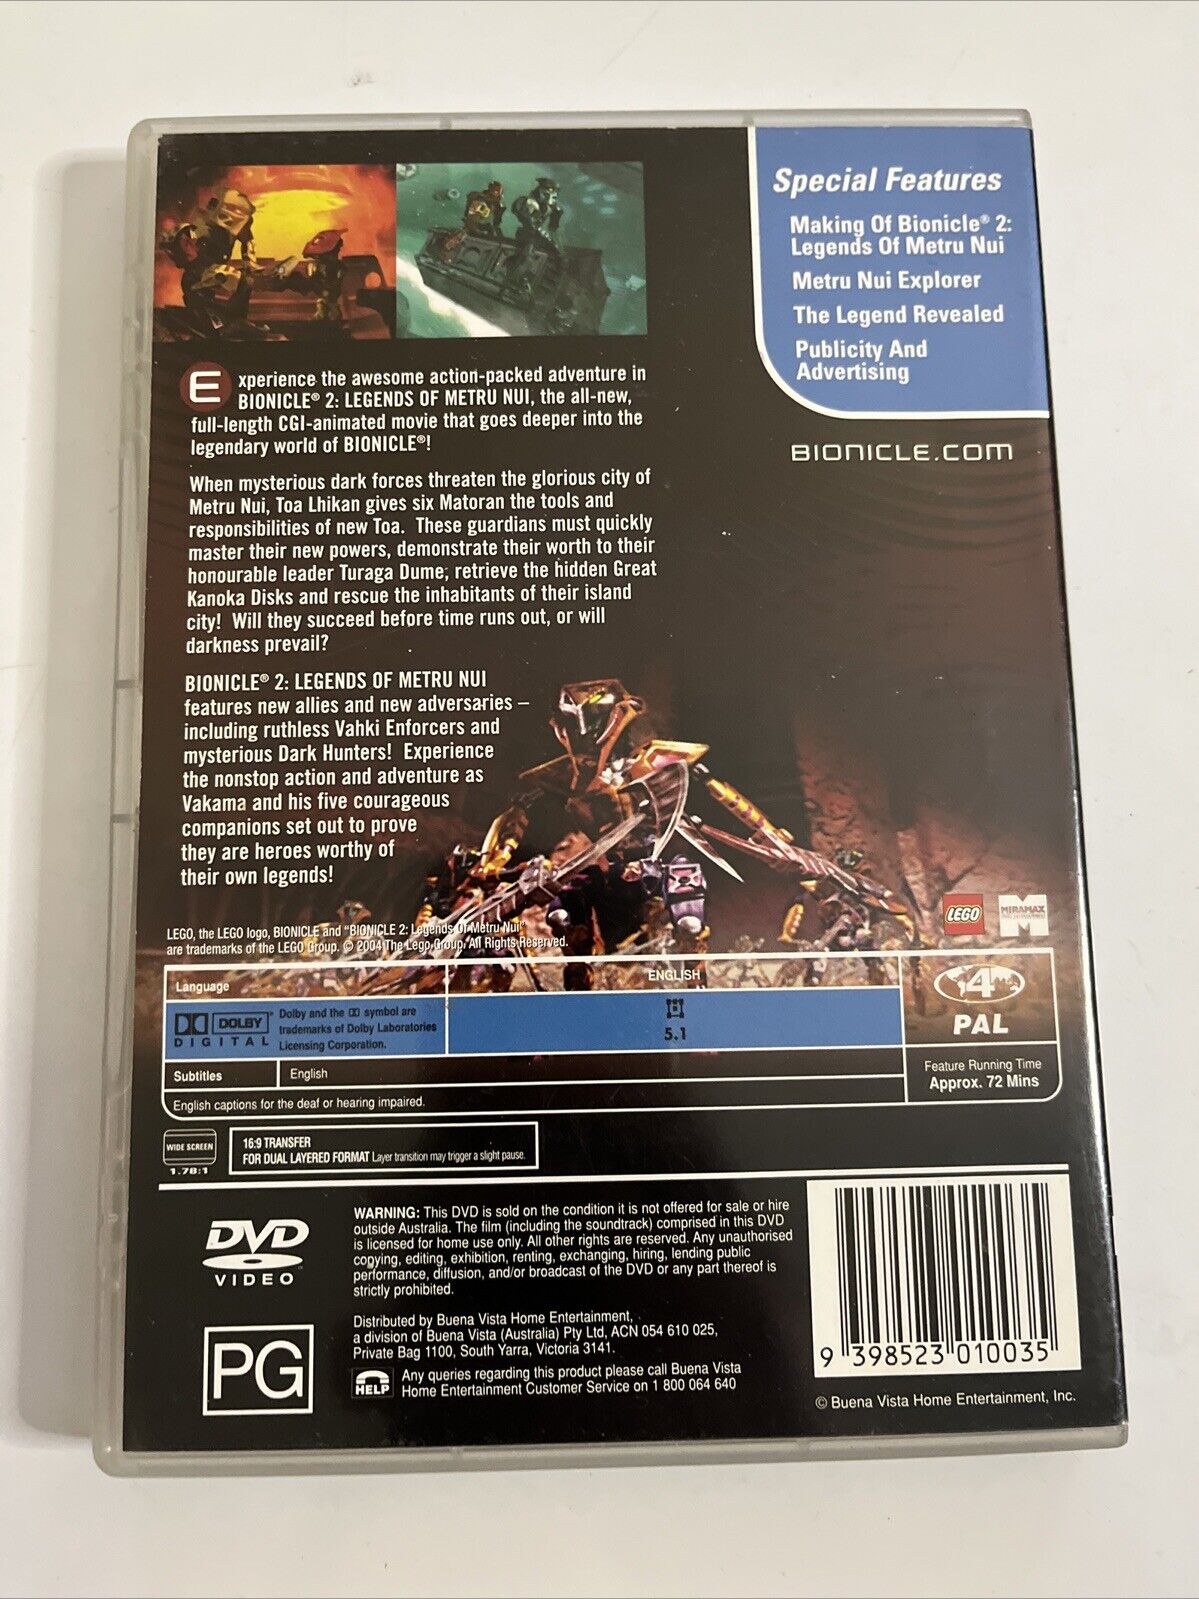 Special Features
Making Of Bionicle® 2:
Legends Of Metru Nui
Metru Nui Explorer
The Legend Revealed
Publicity And
Advertising
BIONICLE.COM
Experience the awesome action-packed adventure in
BIONICLE® 2: LEGENDS OF METRU NUI, the all-new,
full-length CGI-animated movie that goes deeper into the
legendary world of BIONICLE®!
When mysterious dark forces threaten the glorious city of
Metru Nui, Toa Lhikan gives six Matoran the tools and
responsibilities of new Toa. These guardians must quickly
master their new powers, demonstrate their worth to their
honourable leader Turaga Dume, retrieve the hidden Great
Kanoka Disks and rescue the inhabitants of their island
city! Will they succeed before time runs out, or will
darkness prevail?
BIONICLE® 2: LEGENDS OF METRU NUI
features new allies and new adversaries –
including ruthless Vahki Enforcers and
mysterious Dark Hunters! Experience
the nonstop action and adventure as
Vakama and his five courageous
companions set out to prove
they are heroes worthy of
their own legends!
LEGO
MIRAMAX
LEGO, the LEGO logo, BIONICLE and "BIONICLE 2: Legends Of Metru Nui"
are trademarks of the LEGO Group. © 2004 The Lego Group. All Rights Reserved.
Language
ENGLISH
DOLBY
DIGITAL
Dolby and the DD symbol are
trademarks of Dolby Laboratories
Licensing Corporation.
5.1
4
PAL
Subtitles
English
English captions for the deaf or hearing impaired.
Feature Running Time
Approx. 72 Mins
WIDE SCREEN
1.78:1
16:9 TRANSFER
FOR DUAL LAYERED FORMAT Layer transition may trigger a slight pause.
DVD
VIDEO
PG
WARNING: This DVD is sold on the condition it is not offered for sale or hire
outside Australia. The film (including the soundtrack) comprised in this DVD
is licensed for home use only. All other rights are reserved. Any unauthorised
copying, editing, exhibition, renting, exchanging, hiring, lending public
performance, diffusion, and/or broadcast of the DVD or any part thereof is
strictly prohibited.
Distributed by Buena Vista Home Entertainment,
a division of Buena Vista (Australia) Pty Ltd, ACN 054 610 025,
Private Bag 1100, South Yarra, Victoria 3141.
HELP
Any queries regarding this product please call Buena Vista
Home Entertainment Customer Service on 1 800 064 640
9 398523 010035
© Buena Vista Home Entertainment, Inc.